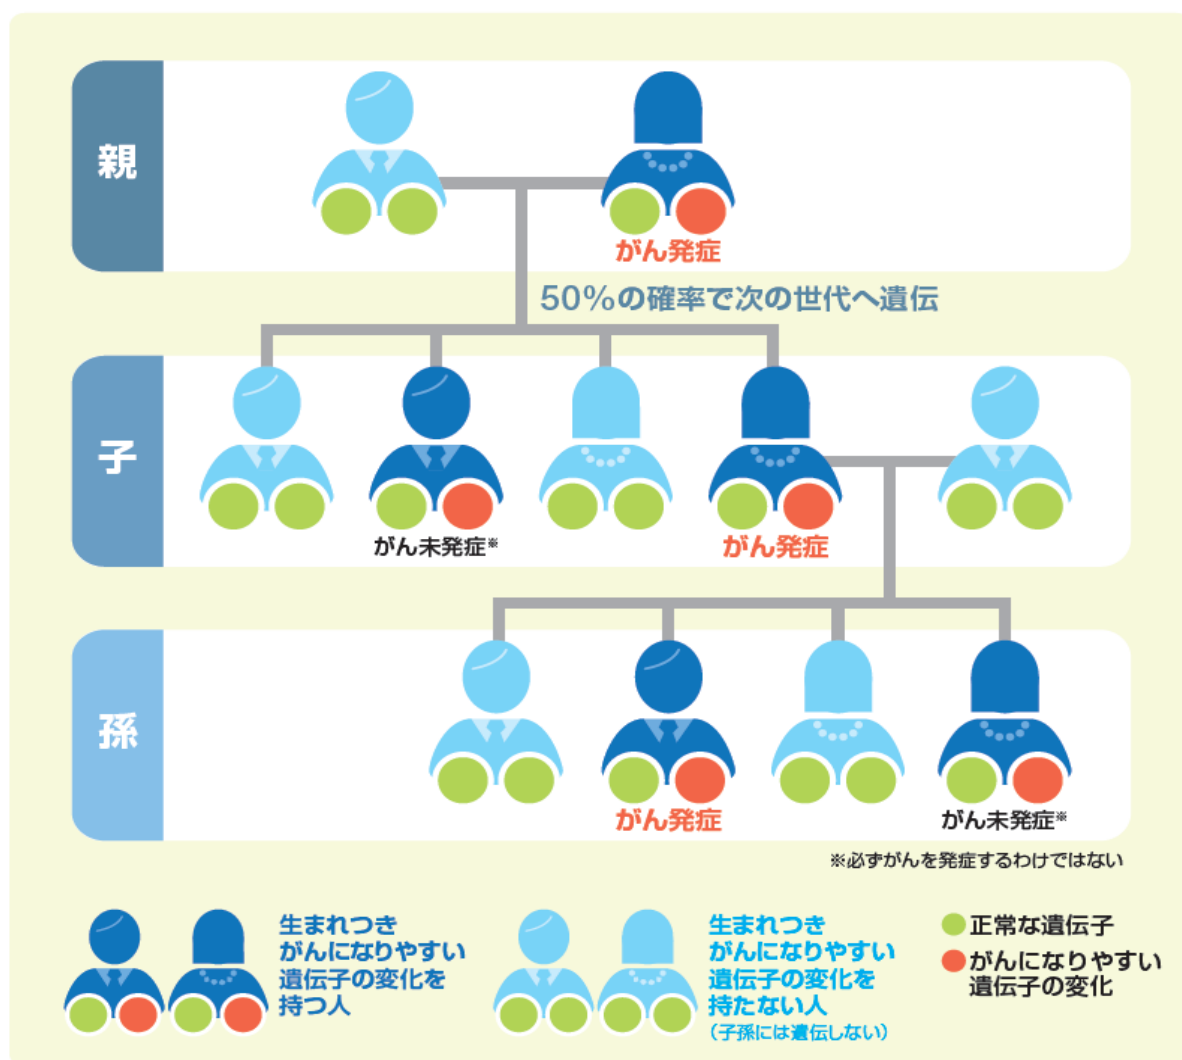 親
がん発症
50%の確率で次の世代へ遺伝
子
がん未発症※
がん発症
孫
がん発症
がん未発症※
※必ずがんを発症するわけではない
生まれつき
がんになりやすい
遺伝子の変化を
持つ人
生まれつき
がんになりやすい
遺伝子の変化を
持たない人
(子孫には遺伝しない)
正常な遺伝子
がんになりやすい
遺伝子の変化